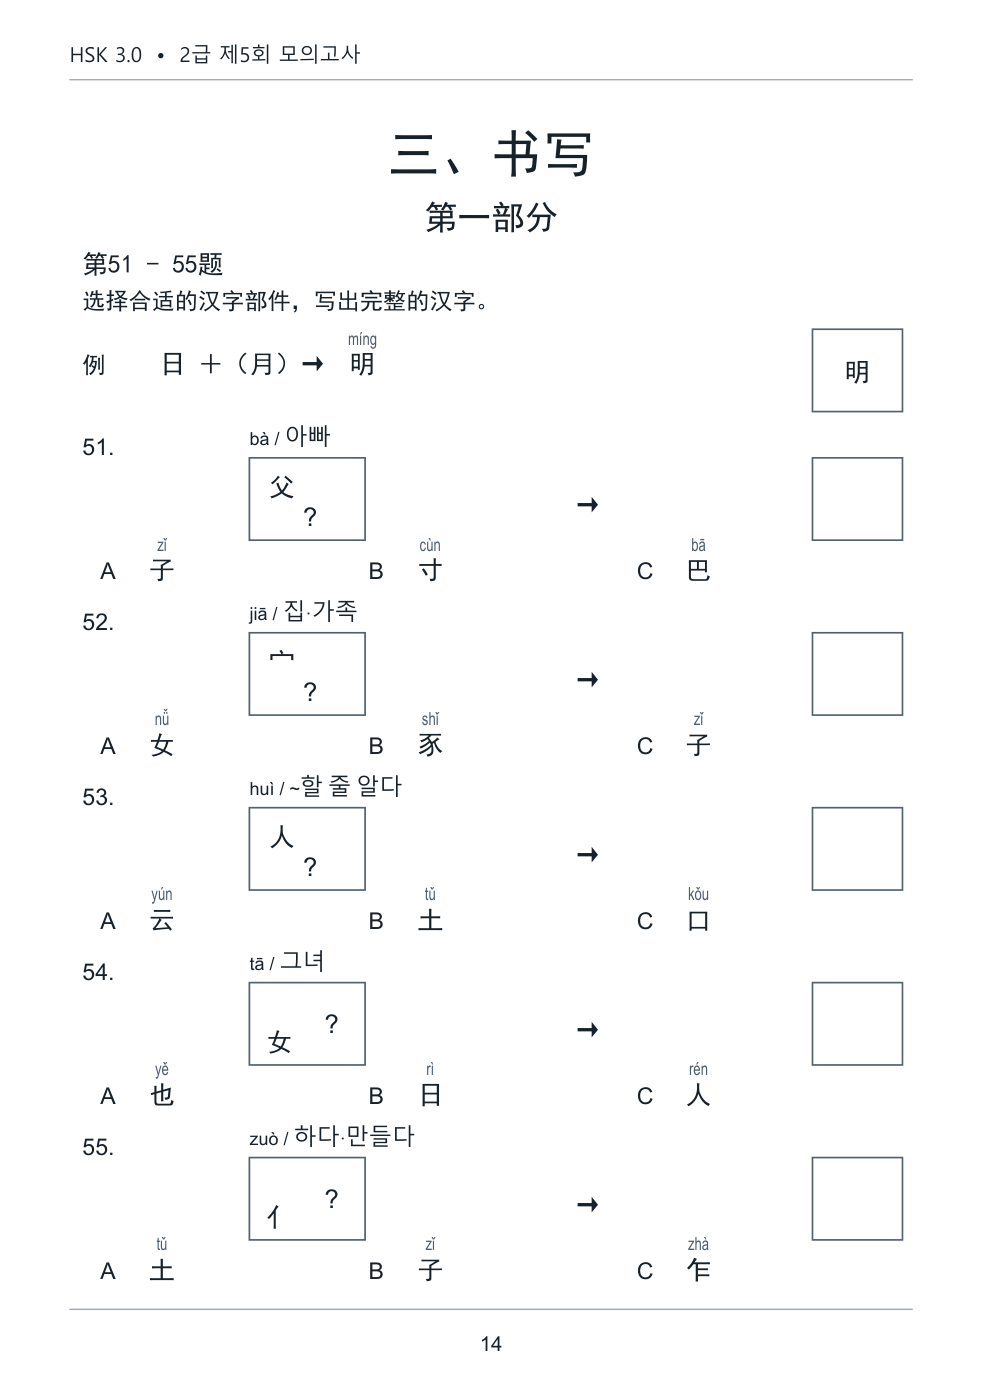 HSK 3.0 • 2급 제5회 모의고사
三、书写
第一部分
第51 － 55题
选择合适的汉字部件，写出完整的汉字。
míng
例 日 ＋（月）➞ 明 明
51. bà / 아빠
父
? ➞
zǐ cùn bā
A 子 B 寸 C 巴
52. jiā / 집·가족
宀
? ➞
nǚ shǐ zǐ
A 女 B 豕 C 子
53. huì / ~할 줄 알다
人
? ➞
yún tǔ kǒu
A 云 B 土 C 口
54. tā / 그녀
?
女 ➞
yě rì rén
A 也 B 日 C 人
55. zuò / 하다·만들다
?
亻 ➞
tǔ zǐ zhà
A 土 B 子 C 乍
14